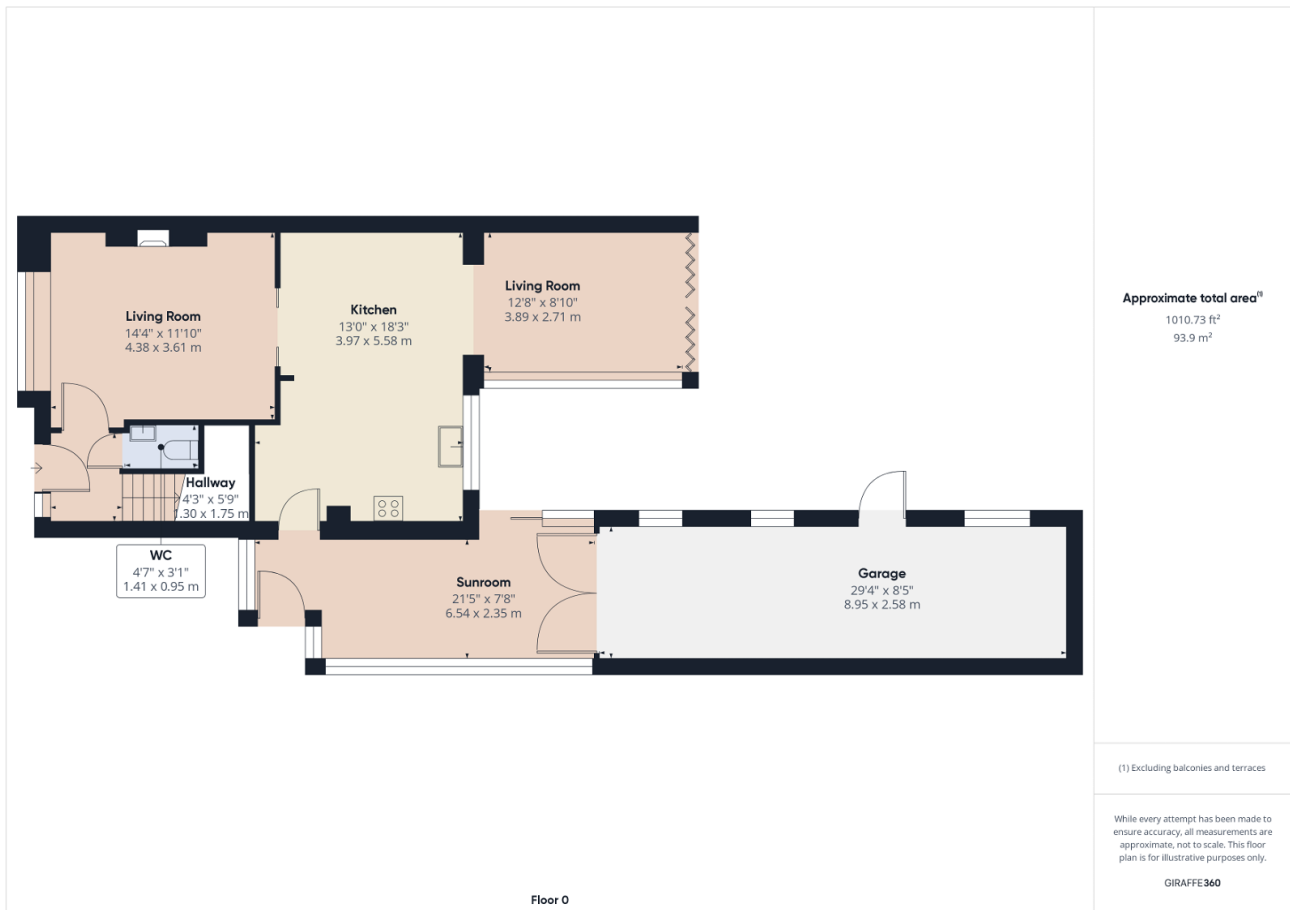 Living Room
14'4" x 11'10"
4.38 x 3.61 m
Kitchen
13'0" x 18'3"
3.97 x 5.58 m
Living Room
12'8" x 8'10"
3.89 x 2.71 m
Hallway
4'3" x 5'9"
1.30 x 1.75 m
WC
4'7" x 3'1"
1.41 x 0.95 m
Sunroom
21'5" x 7'8"
6.54 x 2.35 m
Garage
29'4" x 8'5"
8.95 x 2.58 m
Floor 0
Approximate total area(1)
1010.73 ft²
93.9 m²
(1) Excluding balconies and terraces
While every attempt has been made to
ensure accuracy, all measurements are
approximate, not to scale. This floor
plan is for illustrative purposes only.
GIRAFFE360